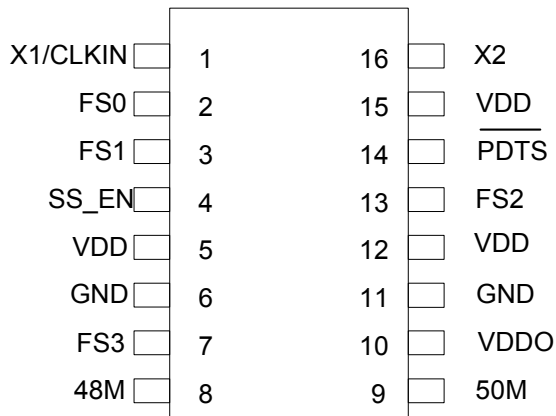 X1/CLKIN 1 16 X2
FS0 2 15 VDD
FS1 3 14 PDTS
SS_EN 4 13 FS2
VDD 5 12 VDD
GND 6 11 GND
FS3 7 10 VDDO
48M 8 9 50M